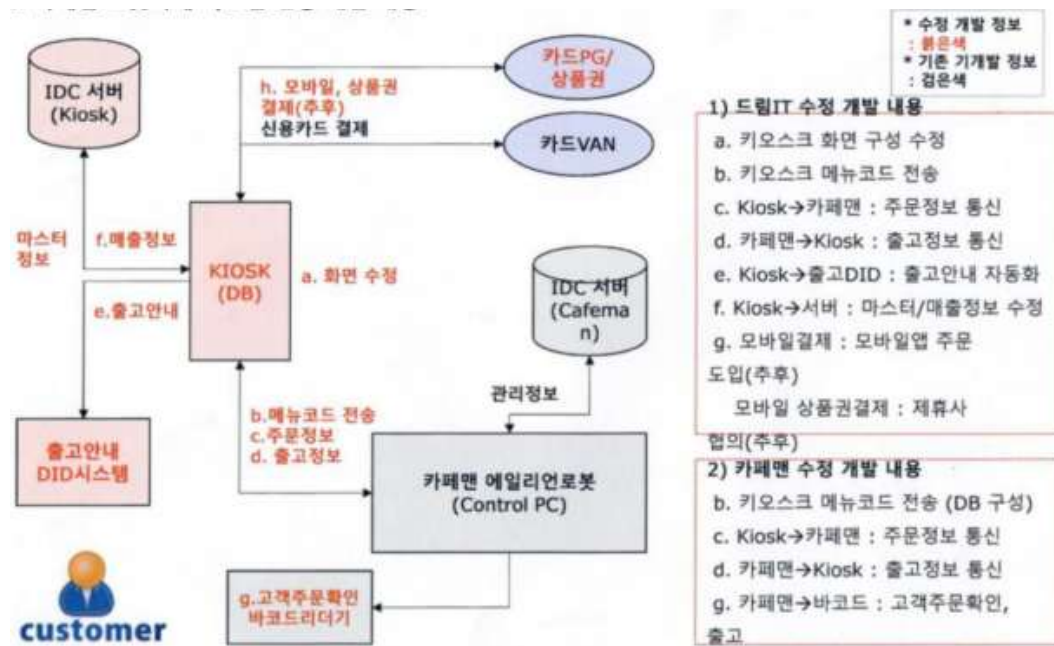 * 수정 개발 정보
: 붉은색
* 기존 기개발 정보
: 검은색
IDC 서버
(Kiosk)
h. 모바일, 상품권
결제(추후)
신용카드 결제
카드PG/
상품권
카드VAN
마스터
정보
f.매출정보
KIOSK
(DB)
a. 화면 수정
e.출고안내
출고안내
DID시스템
IDC 서버
(Cafema
n)
관리정보
b.메뉴코드 전송
c.주문정보
d. 출고정보
카페맨 에일리언로봇
(Control PC)
g.고객주문확인
바코드리더기
customer
1) 드림IT 수정 개발 내용
a. 키오스크 화면 구성 수정
b. 키오스크 메뉴코드 전송
c. Kiosk→카페맨 : 주문정보 통신
d. 카페맨→Kiosk : 출고정보 통신
e. Kiosk→출고DID : 출고안내 자동화
f. Kiosk→서버 : 마스터/매출정보 수정
g. 모바일결제 : 모바일앱 주문
도입(추후)
모바일 상품권결제 : 제휴사
협의(추후)
2) 카페맨 수정 개발 내용
b. 키오스크 메뉴코드 전송 (DB 구성)
c. Kiosk→카페맨 : 주문정보 통신
d. 카페맨→Kiosk : 출고정보 통신
g. 카페맨→바코드 : 고객주문확인,
출고